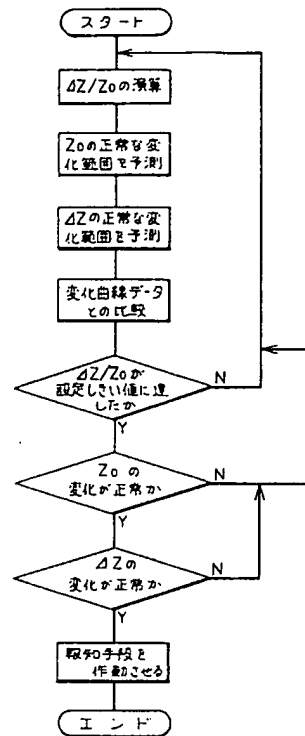 スタート
ΔZ/Zoの演算
Zoの正常な変
化範囲を予測
ΔZの正常な変
化範囲を予測
変化曲線データ
との比較
ΔZ/Zoが
設定しきい値に達
したか
N
Y
Zoの
変化が正常か
N
Y
ΔZの
変化が正常か
N
Y
報知手段を
作動させる
エンド